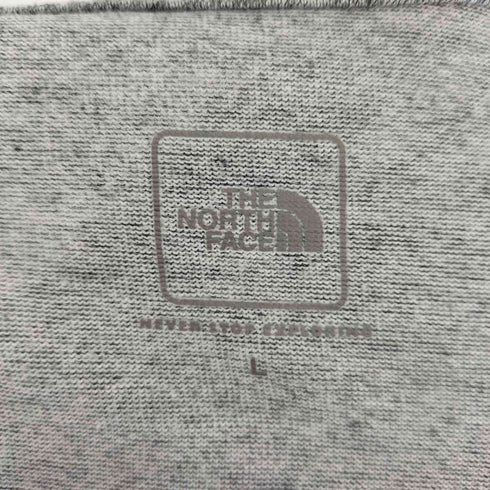 THE
NORTH
FACE
NEVER STOP EXPLORING
L